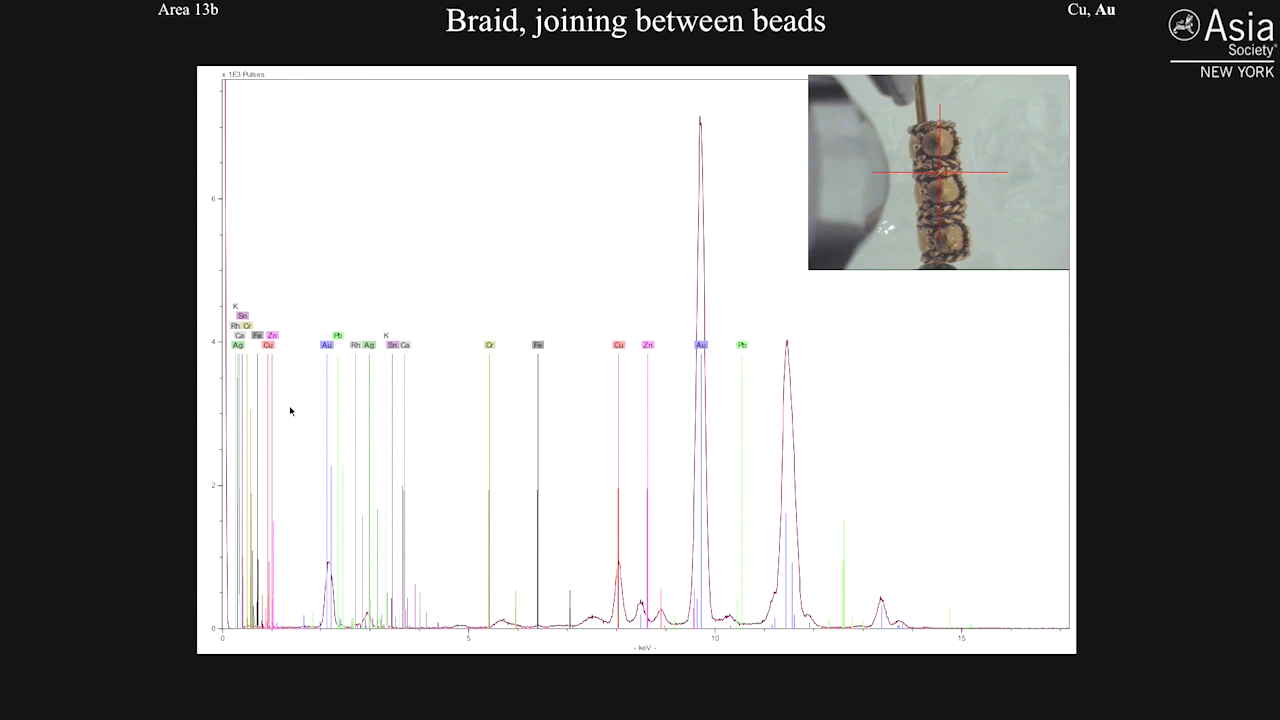 Area 13b
Braid, joining between beads
Cu, Au
Asia
Society
NEW YORK
x 1E3 Pulses
6
4
2
0
K
Sn
Rh Cr
Ca Fe Zn Pb K
Ag Cu Au Rh Ag Sn Ca Cr Fe Cu Zn Au Pb
0 5 10 15
- keV -